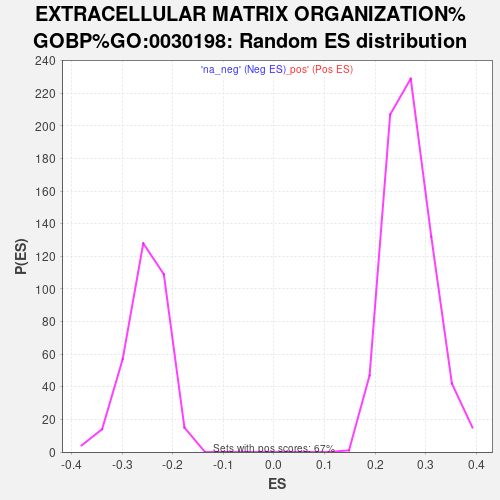 EXTRACELLULAR MATRIX ORGANIZATION%
GOBP%GO:0030198: Random ES distribution
'na_neg' (Neg ES)_pos' (Pos ES)
240
220
200
180
160
140
120
100
80
60
40
20
0
P(ES)
Sets with pos scores: 67%
-0.4 -0.3 -0.2 -0.1 0.0 0.1 0.2 0.3 0.4
ES